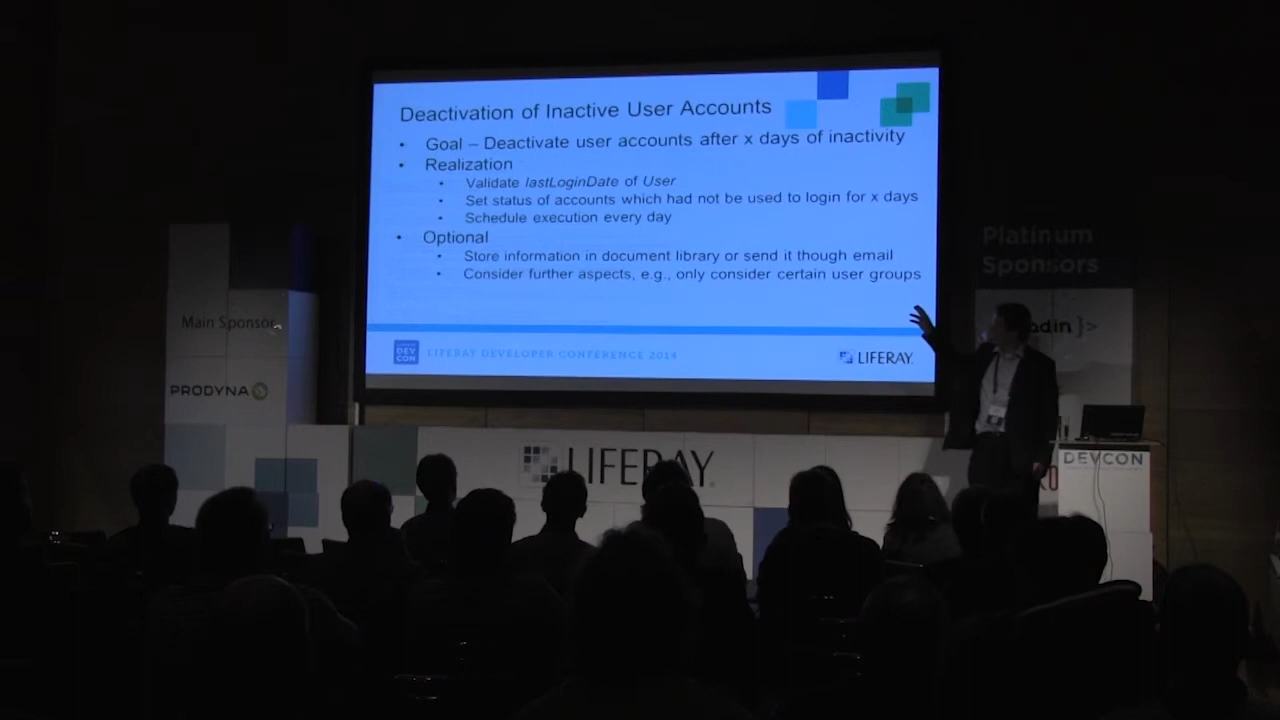 Deactivation of Inactive User Accounts
• Goal – Deactivate user accounts after x days of inactivity
• Realization
• Validate lastLoginDate of User
• Set status of accounts which had not be used to login for x days
• Schedule execution every day
• Optional
• Store information in document library or send it though email
• Consider further aspects, e.g., only consider certain user groups
DEV CON
LIFERAY DEVELOPER CONFERENCE 2014
LIFERAY.
Platinum
Sponsors
Main Sponsor
PRODYNA
}>
LIFERAY.
DEVCON